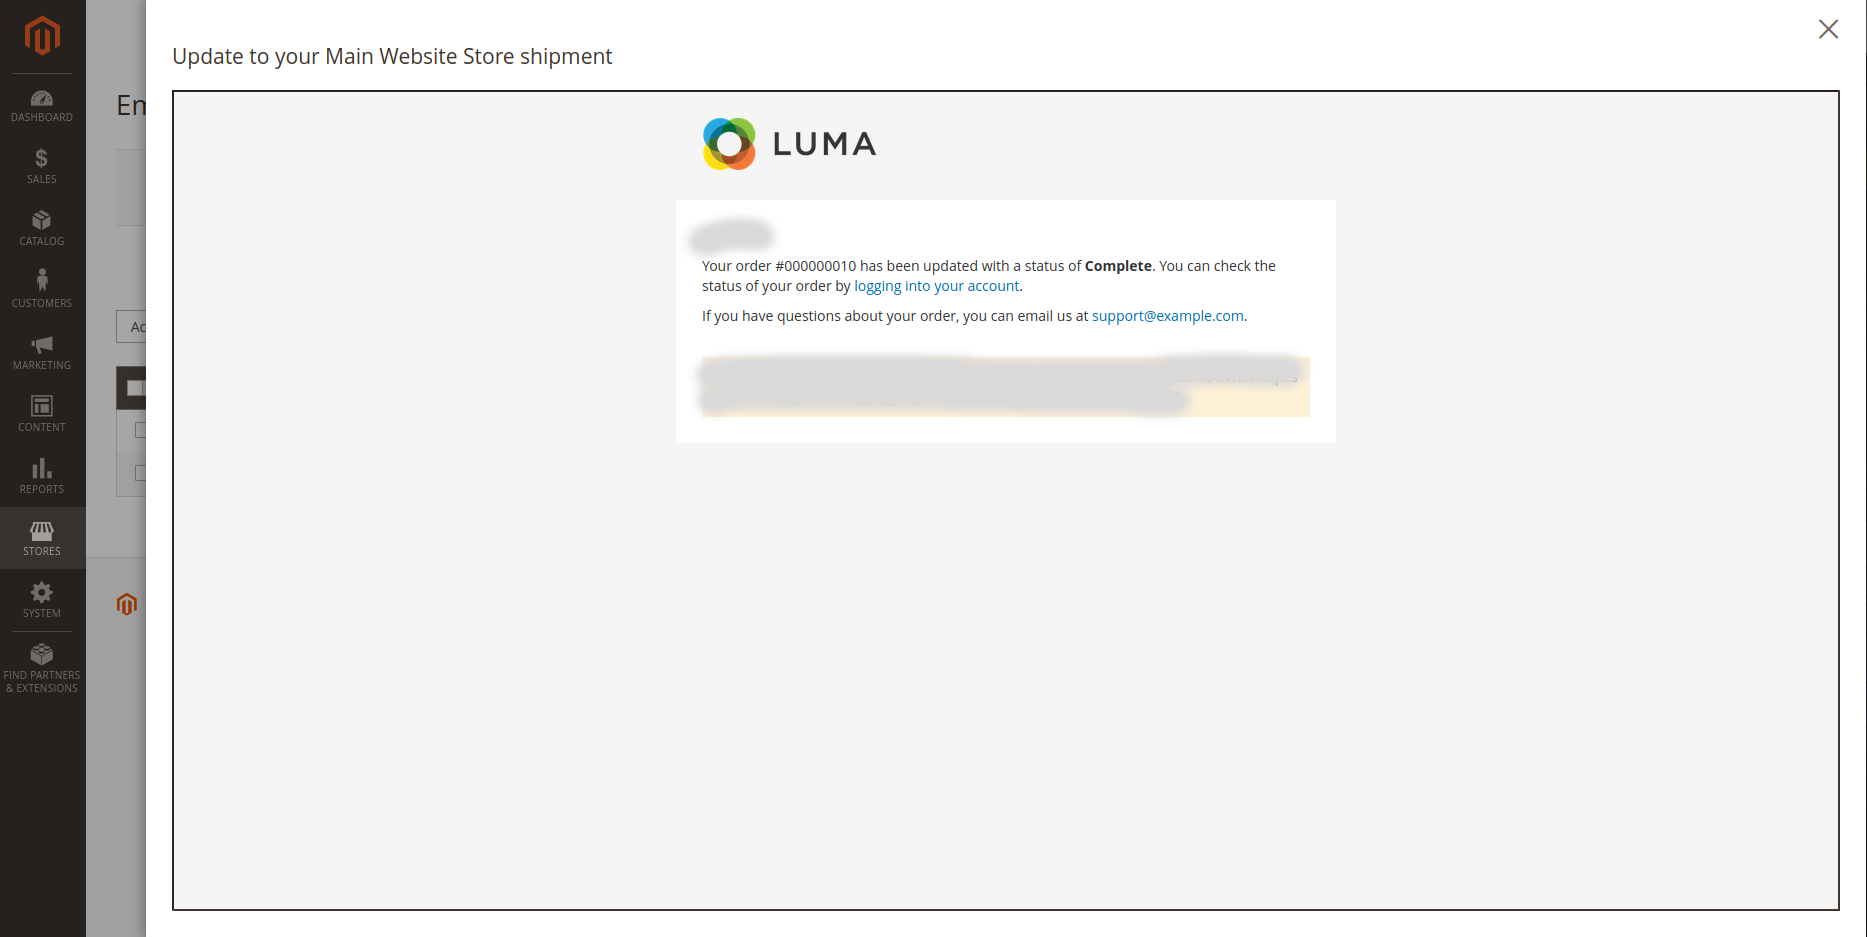 DASHBOARD
SALES
CATALOG
CUSTOMERS
MARKETING
CONTENT
REPORTS
STORES
SYSTEM
FIND PARTNERS
& EXTENSIONS
Em
Ac
Update to your Main Website Store shipment
LUMA
Your order #000000010 has been updated with a status of Complete. You can check the
status of your order by logging into your account.
If you have questions about your order, you can email us at support@example.com.